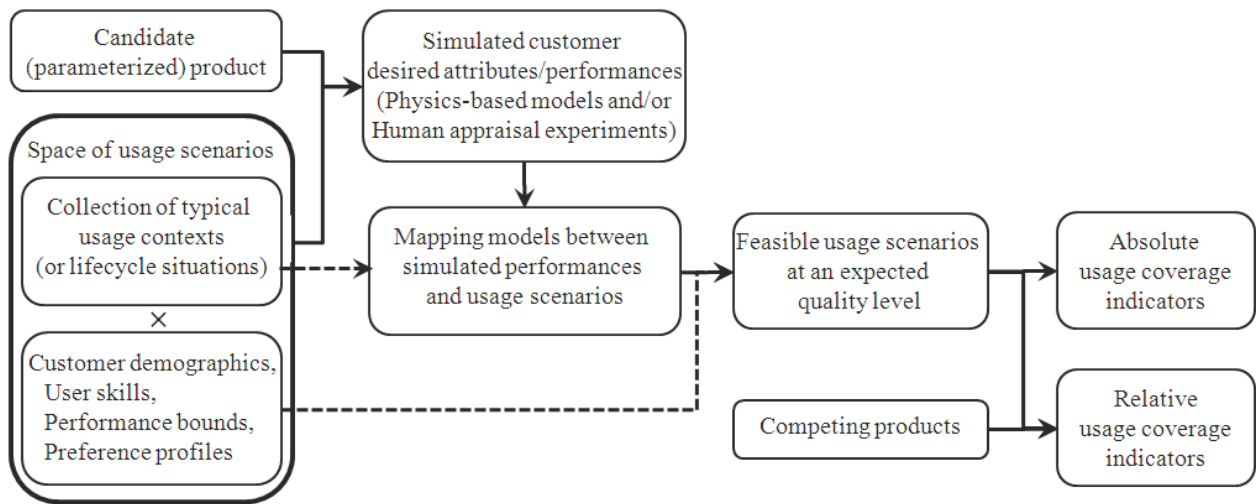 Candidate
(parameterized) product
Simulated customer
desired attributes/performances
(Physics-based models and/or
Human appraisal experiments)
Space of usage scenarios
Collection of typical
usage contexts
(or lifecycle situations)
×
Customer demographics,
User skills,
Performance bounds,
Preference profiles
Mapping models between
simulated performances
and usage scenarios
Feasible usage scenarios
at an expected
quality level
Absolute
usage coverage
indicators
Competing products
Relative
usage coverage
indicators